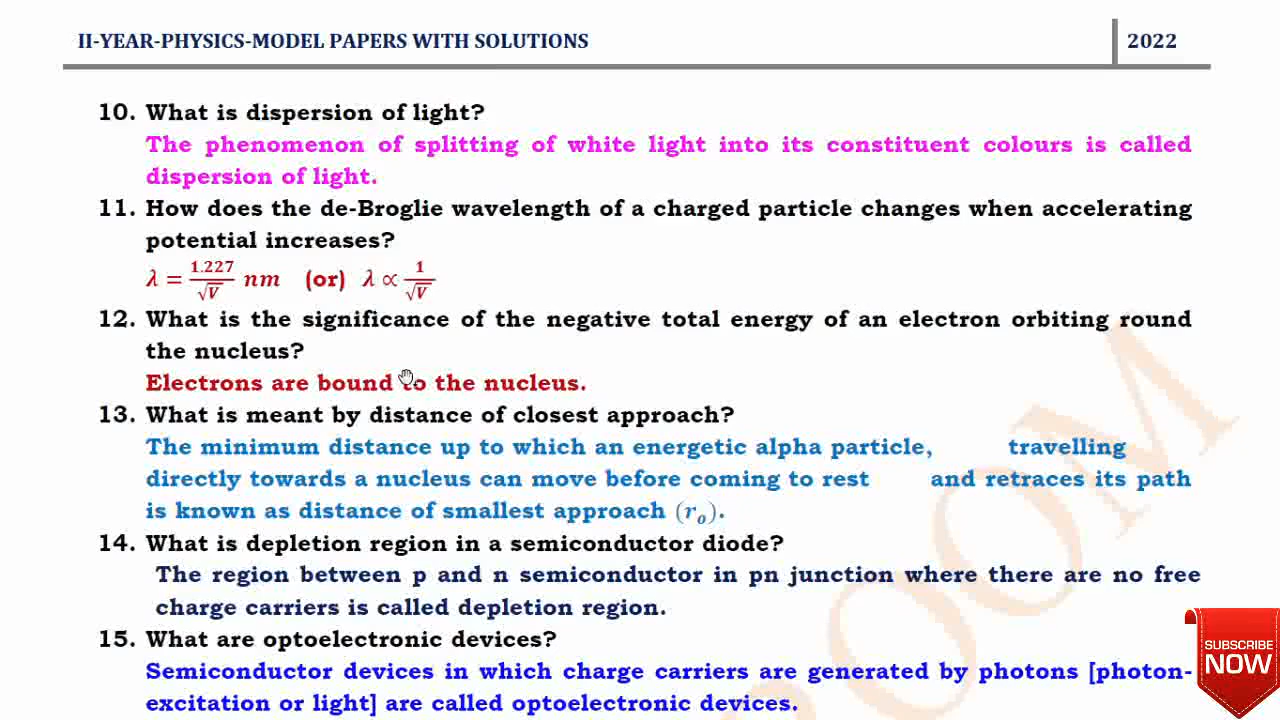 II-YEAR-PHYSICS-MODEL PAPERS WITH SOLUTIONS 2022
10. What is dispersion of light?
The phenomenon of splitting of white light into its constituent colours is called
dispersion of light.
11. How does the de-Broglie wavelength of a charged particle changes when accelerating
potential increases?
λ = 1.227/√V nm (or) λ ∝ 1/√V
12. What is the significance of the negative total energy of an electron orbiting round
the nucleus?
Electrons are bound to the nucleus.
13. What is meant by distance of closest approach?
The minimum distance up to which an energetic alpha particle, travelling
directly towards a nucleus can move before coming to rest and retraces its path
is known as distance of smallest approach (r₀).
14. What is depletion region in a semiconductor diode?
The region between p and n semiconductor in pn junction where there are no free
charge carriers is called depletion region.
15. What are optoelectronic devices?
Semiconductor devices in which charge carriers are generated by photons [photon-
excitation or light] are called optoelectronic devices.
SUBSCRIBE
NOW